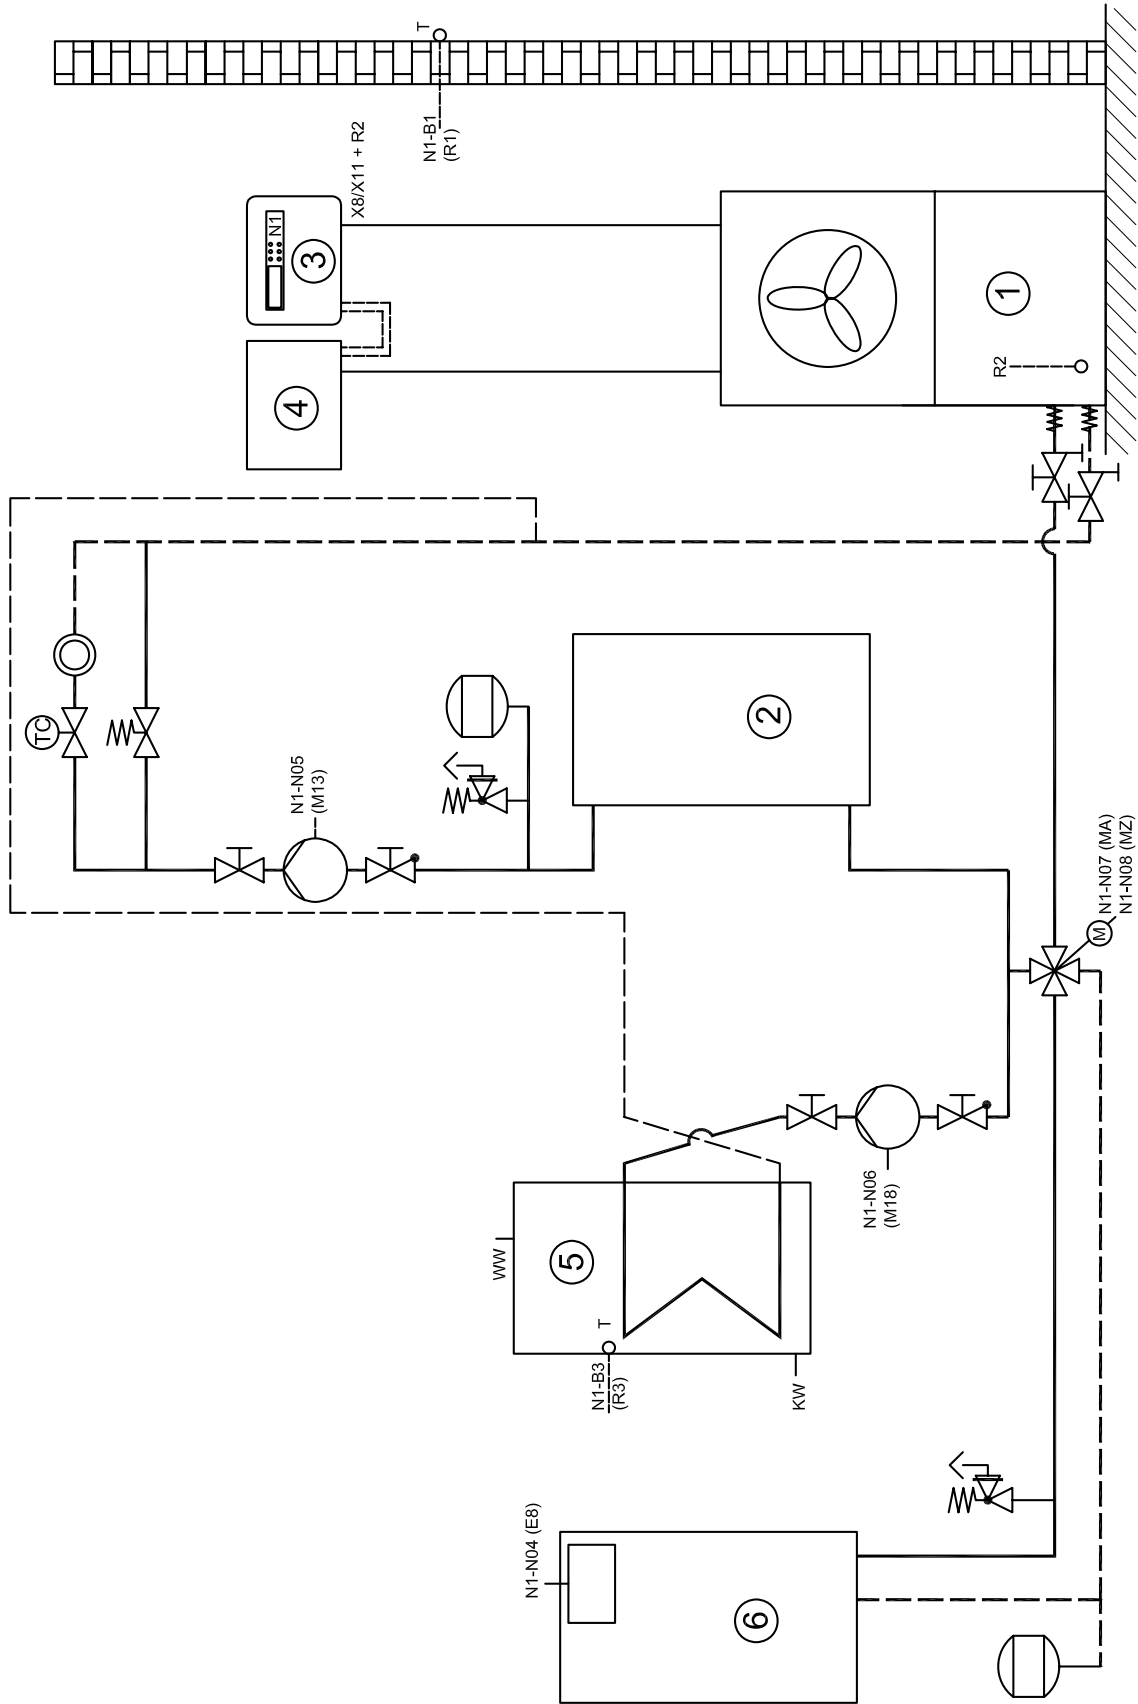 N1-N04 (E8)
6
WW
5
T
N1-B3
(R3)
KW
N1-N06
(M18)
M
N1-N07 (MA)
N1-N08 (MZ)
TC
N1-N05
(M13)
2
4
3
N1
X8/X11 + R2
R2
1
T
N1-B1
(R1)